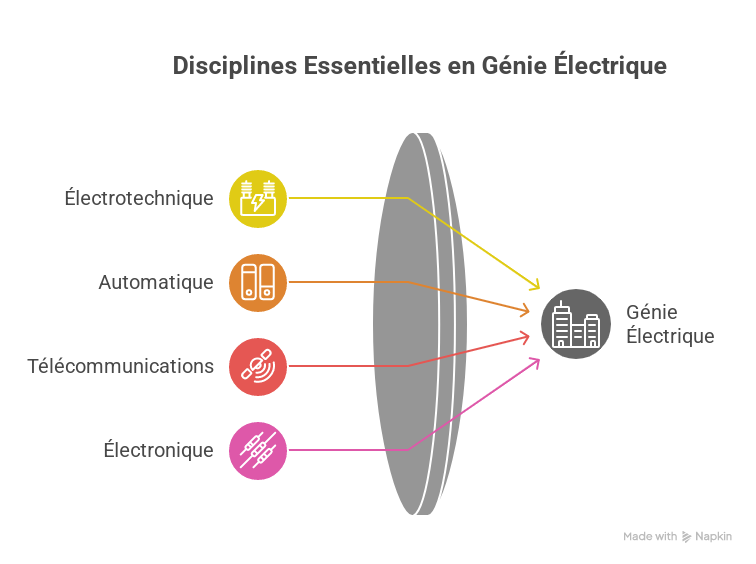 Disciplines Essentielles en Génie Électrique
Électrotechnique
Automatique
Télécommunications
Électronique
Génie
Électrique
Made with Napkin